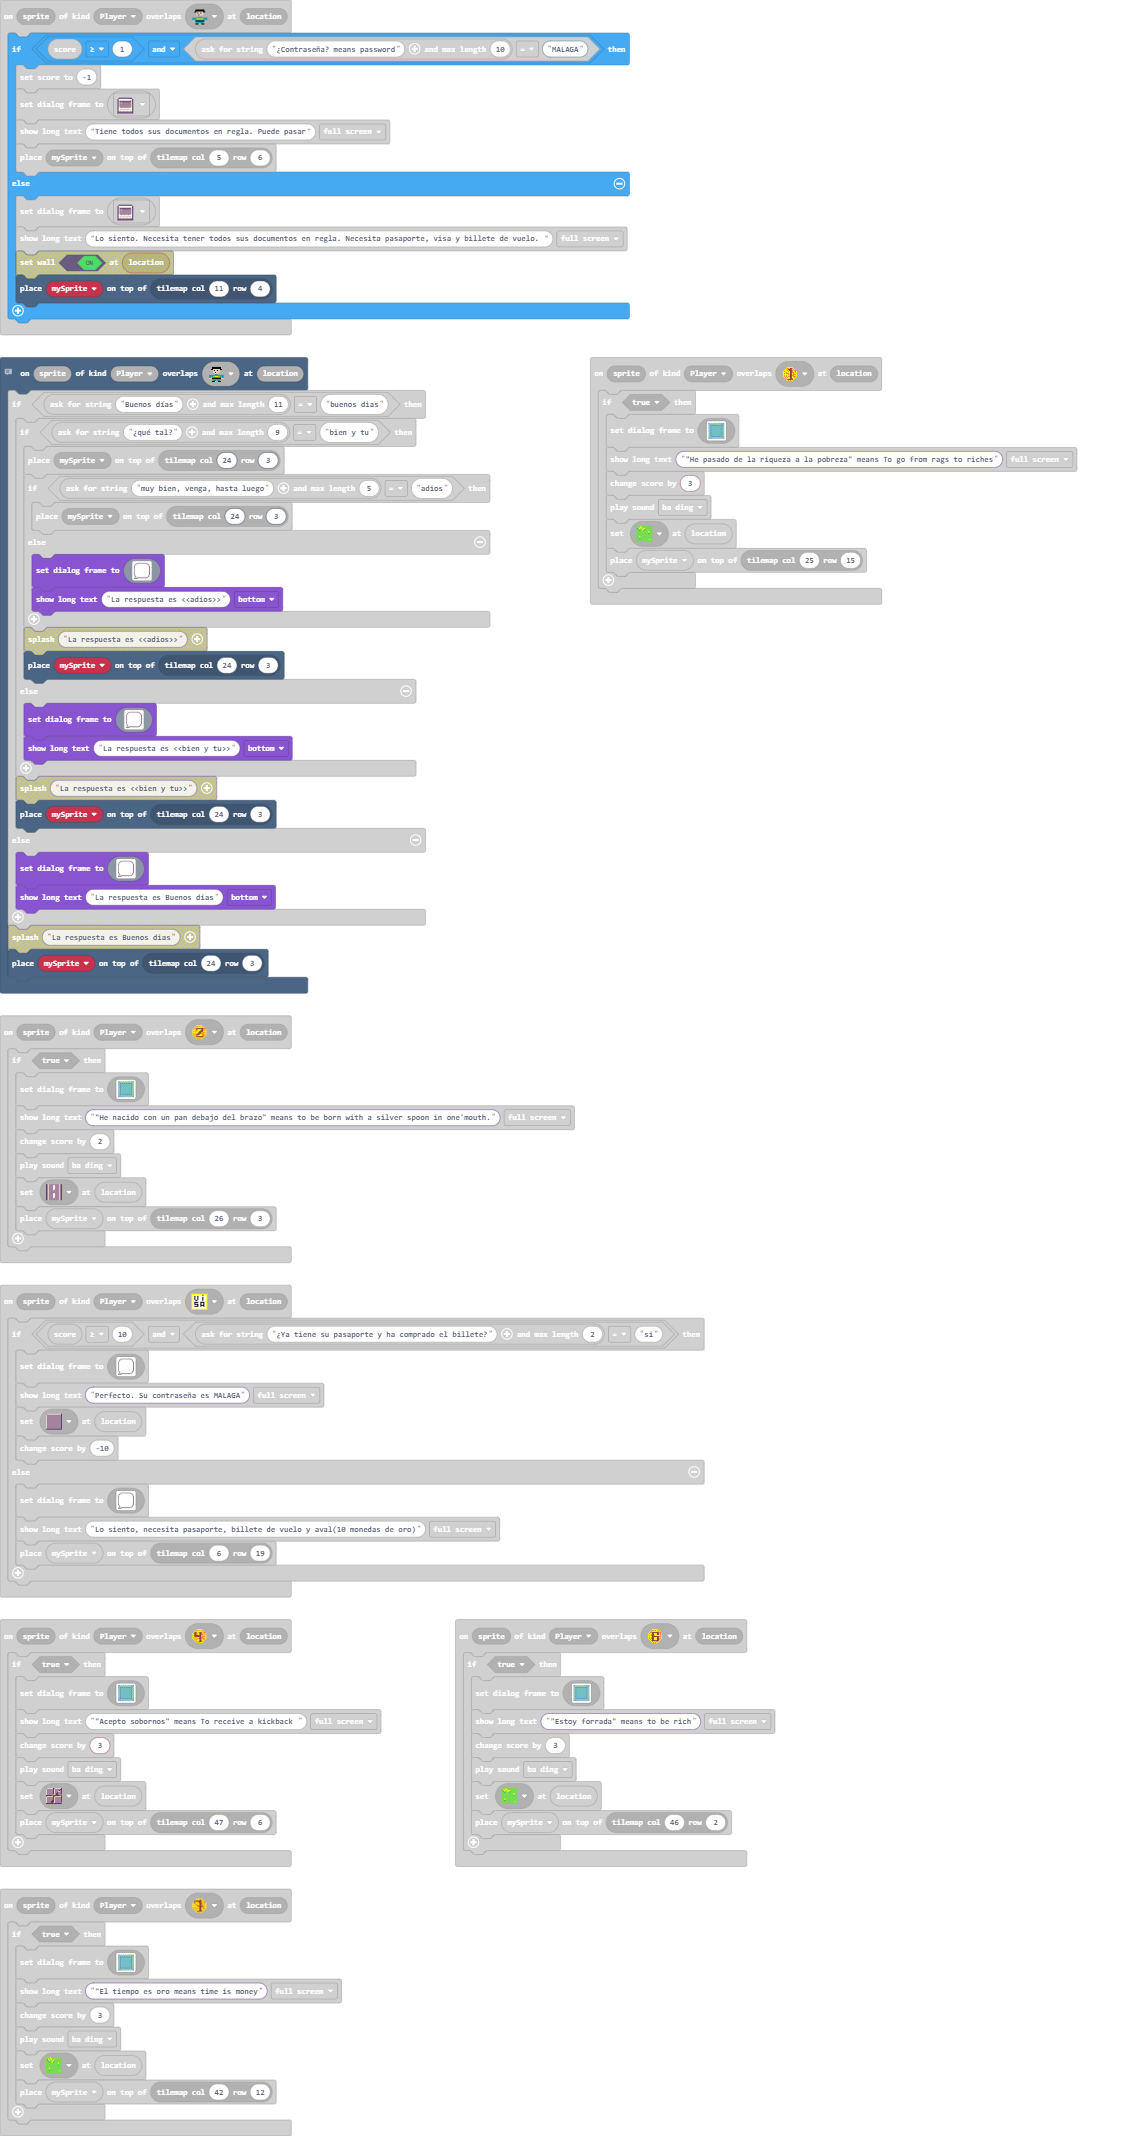 on sprite of kind Player overlaps at location
if score ≥ 1 and ask for string "¿Contraseña? means password" and max length 10 = "MALAGA" then
set score to -1
set dialog frame to
show long text "Tiene todos sus documentos en regla. Puede pasar" full screen
place mySprite on top of tilemap col 5 row 6
else
set dialog frame to
show long text "Lo siento. Necesita tener todos sus documentos en regla. Necesita pasaporte, visa y billete de vuelo. " full screen
set wall ON at location
place mySprite on top of tilemap col 11 row 4
on sprite of kind Player overlaps at location
if ask for string "Buenos días" and max length 11 = "buenos dias" then
if ask for string "¿qué tal?" and max length 9 = "bien y tu" then
place mySprite on top of tilemap col 24 row 3
if ask for string "muy bien, venga, hasta luego" and max length 5 = "adios" then
place mySprite on top of tilemap col 24 row 3
else
set dialog frame to
show long text "La respuesta es <<adios>>" bottom
splash "La respuesta es <<adios>>"
place mySprite on top of tilemap col 24 row 3
else
set dialog frame to
show long text "La respuesta es <<bien y tu>>" bottom
splash "La respuesta es <<bien y tu>>"
place mySprite on top of tilemap col 24 row 3
else
set dialog frame to
show long text "La respuesta es Buenos dias" bottom
splash "La respuesta es Buenos dias"
place mySprite on top of tilemap col 24 row 3
on sprite of kind Player overlaps 1 at location
if true then
set dialog frame to
show long text ""He pasado de la riqueza a la pobreza" means To go from rags to riches" full screen
change score by 3
play sound ba ding
set at location
place mySprite on top of tilemap col 25 row 15
on sprite of kind Player overlaps 2 at location
if true then
set dialog frame to
show long text ""He nacido con un pan debajo del brazo" means to be born with a silver spoon in one'mouth." full screen
change score by 2
play sound ba ding
set at location
place mySprite on top of tilemap col 26 row 3
on sprite of kind Player overlaps VISA at location
if score ≥ 10 and ask for string "¿Ya tiene su pasaporte y ha comprado el billete?" and max length 2 = "si" then
set dialog frame to
show long text "Perfecto. Su contraseña es MALAGA" full screen
set at location
change score by -10
else
set dialog frame to
show long text "Lo siento, necesita pasaporte, billete de vuelo y aval(10 monedas de oro)" full screen
place mySprite on top of tilemap col 6 row 19
on sprite of kind Player overlaps 4 at location
if true then
set dialog frame to
show long text ""Acepto sobornos" means To receive a kickback " full screen
change score by 3
play sound ba ding
set at location
place mySprite on top of tilemap col 47 row 6
on sprite of kind Player overlaps 6 at location
if true then
set dialog frame to
show long text ""Estoy forrada" means to be rich" full screen
change score by 3
play sound ba ding
set at location
place mySprite on top of tilemap col 46 row 2
on sprite of kind Player overlaps at location
if true then
set dialog frame to
show long text ""El tiempo es oro means time is money" full screen
change score by 3
play sound ba ding
set at location
place mySprite on top of tilemap col 42 row 12